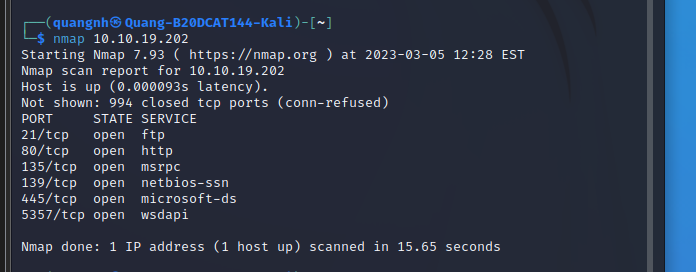 ┌──(quangnh㉿Quang-B20DCAT144-Kali)-[~]
└─$ nmap 10.10.19.202
Starting Nmap 7.93 ( https://nmap.org ) at 2023-03-05 12:28 EST
Nmap scan report for 10.10.19.202
Host is up (0.000093s latency).
Not shown: 994 closed tcp ports (conn-refused)
PORT     STATE SERVICE
21/tcp   open  ftp
80/tcp   open  http
135/tcp  open  msrpc
139/tcp  open  netbios-ssn
445/tcp  open  microsoft-ds
5357/tcp open  wsdapi
Nmap done: 1 IP address (1 host up) scanned in 15.65 seconds